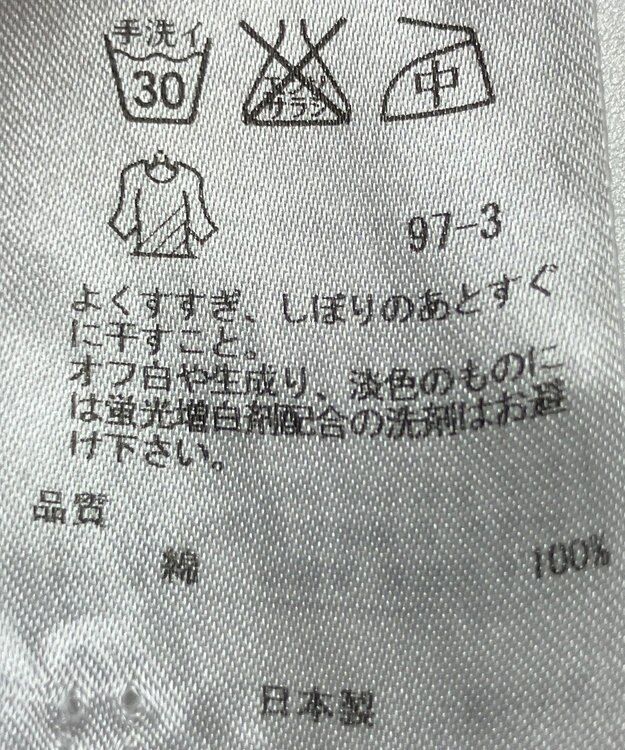 手洗イ
30
エンソ
サラシ
中
97-3
よくすすぎ、しぼりのあとすぐ
に干すこと。
オフ白や生成り、淡色のものに
は蛍光増白剤配合の洗剤はお避
け下さい。
品質
綿 100%
日本製